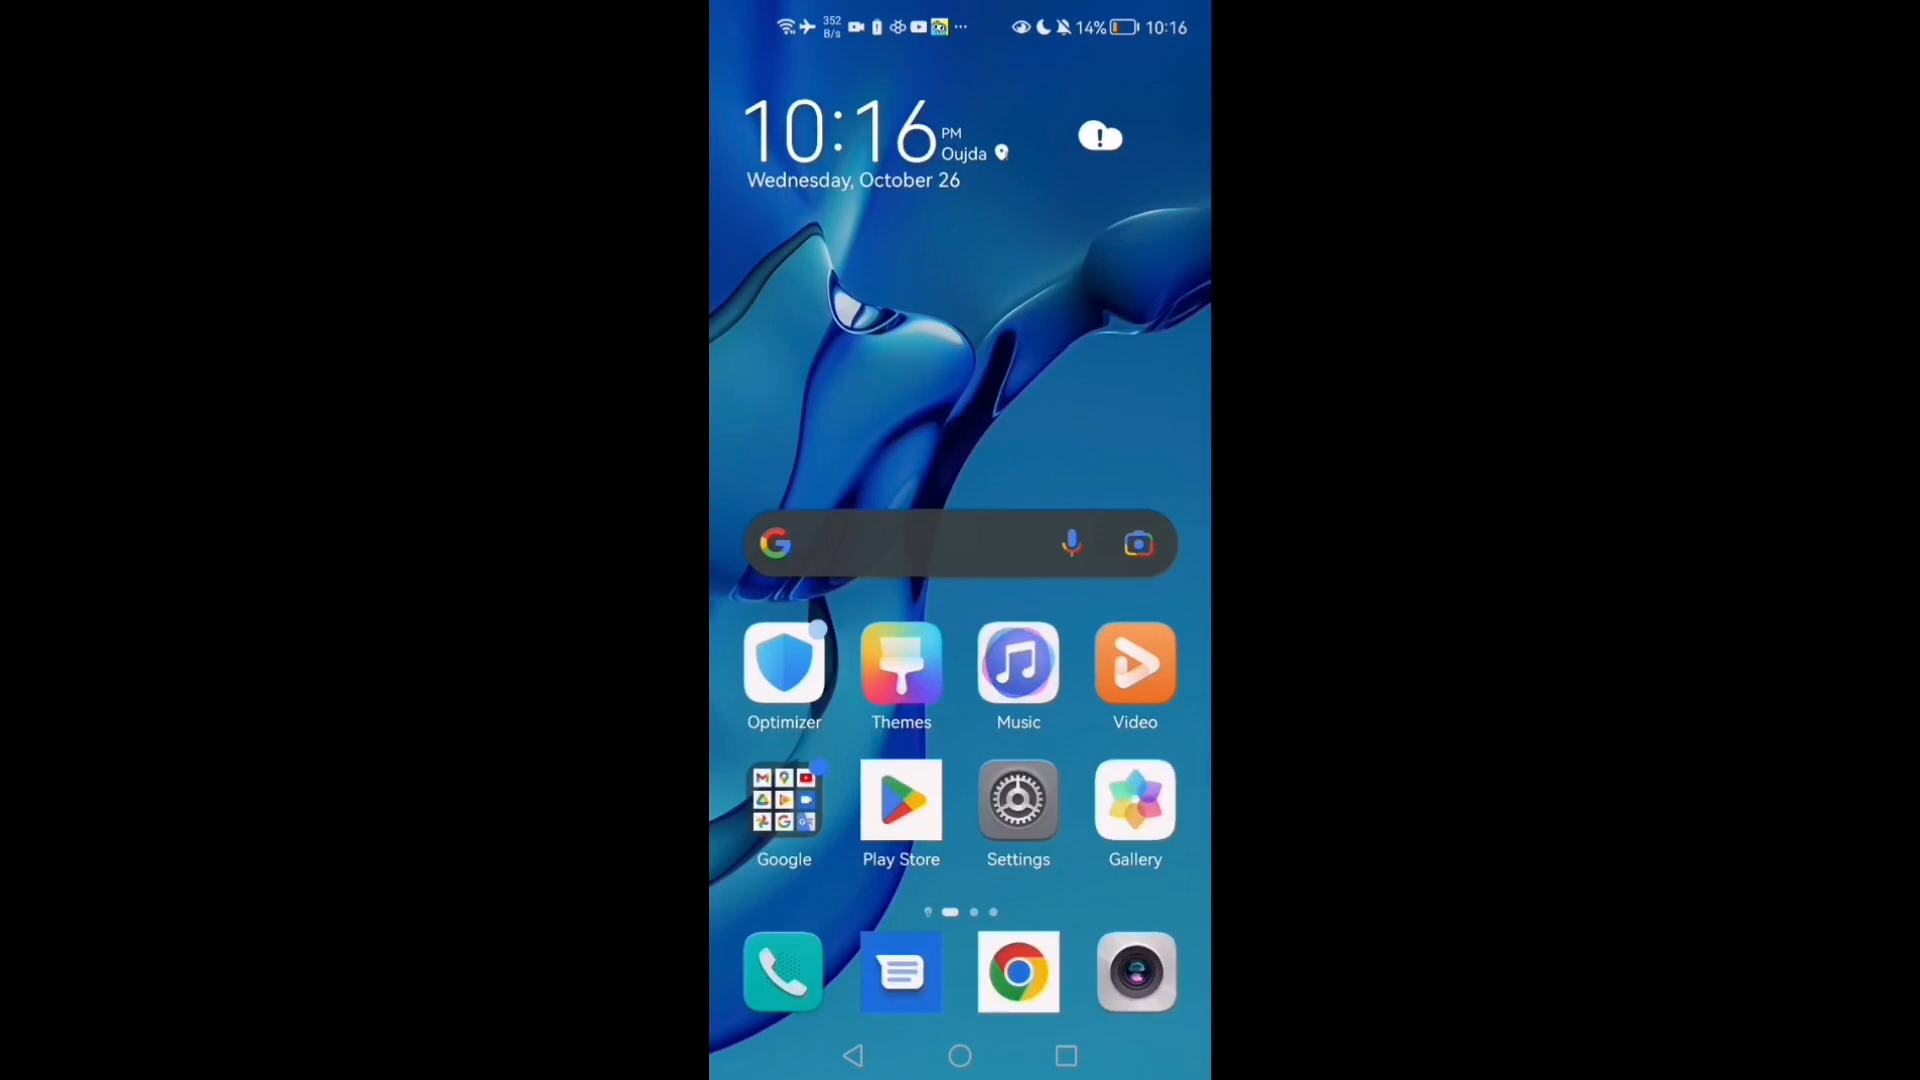 352
B/s
14%
10:16
10:16
PM
Oujda
Wednesday, October 26
Optimizer
Themes
Music
Video
Google
Play Store
Settings
Gallery